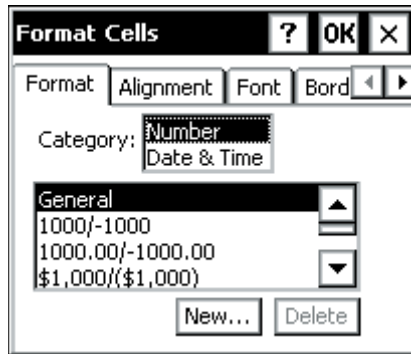 Format Cells ? OK ×
Format Alignment Font Bord
Category: Number
Date & Time
General
1000/-1000
1000.00/-1000.00
$1,000/($1,000)
New... Delete